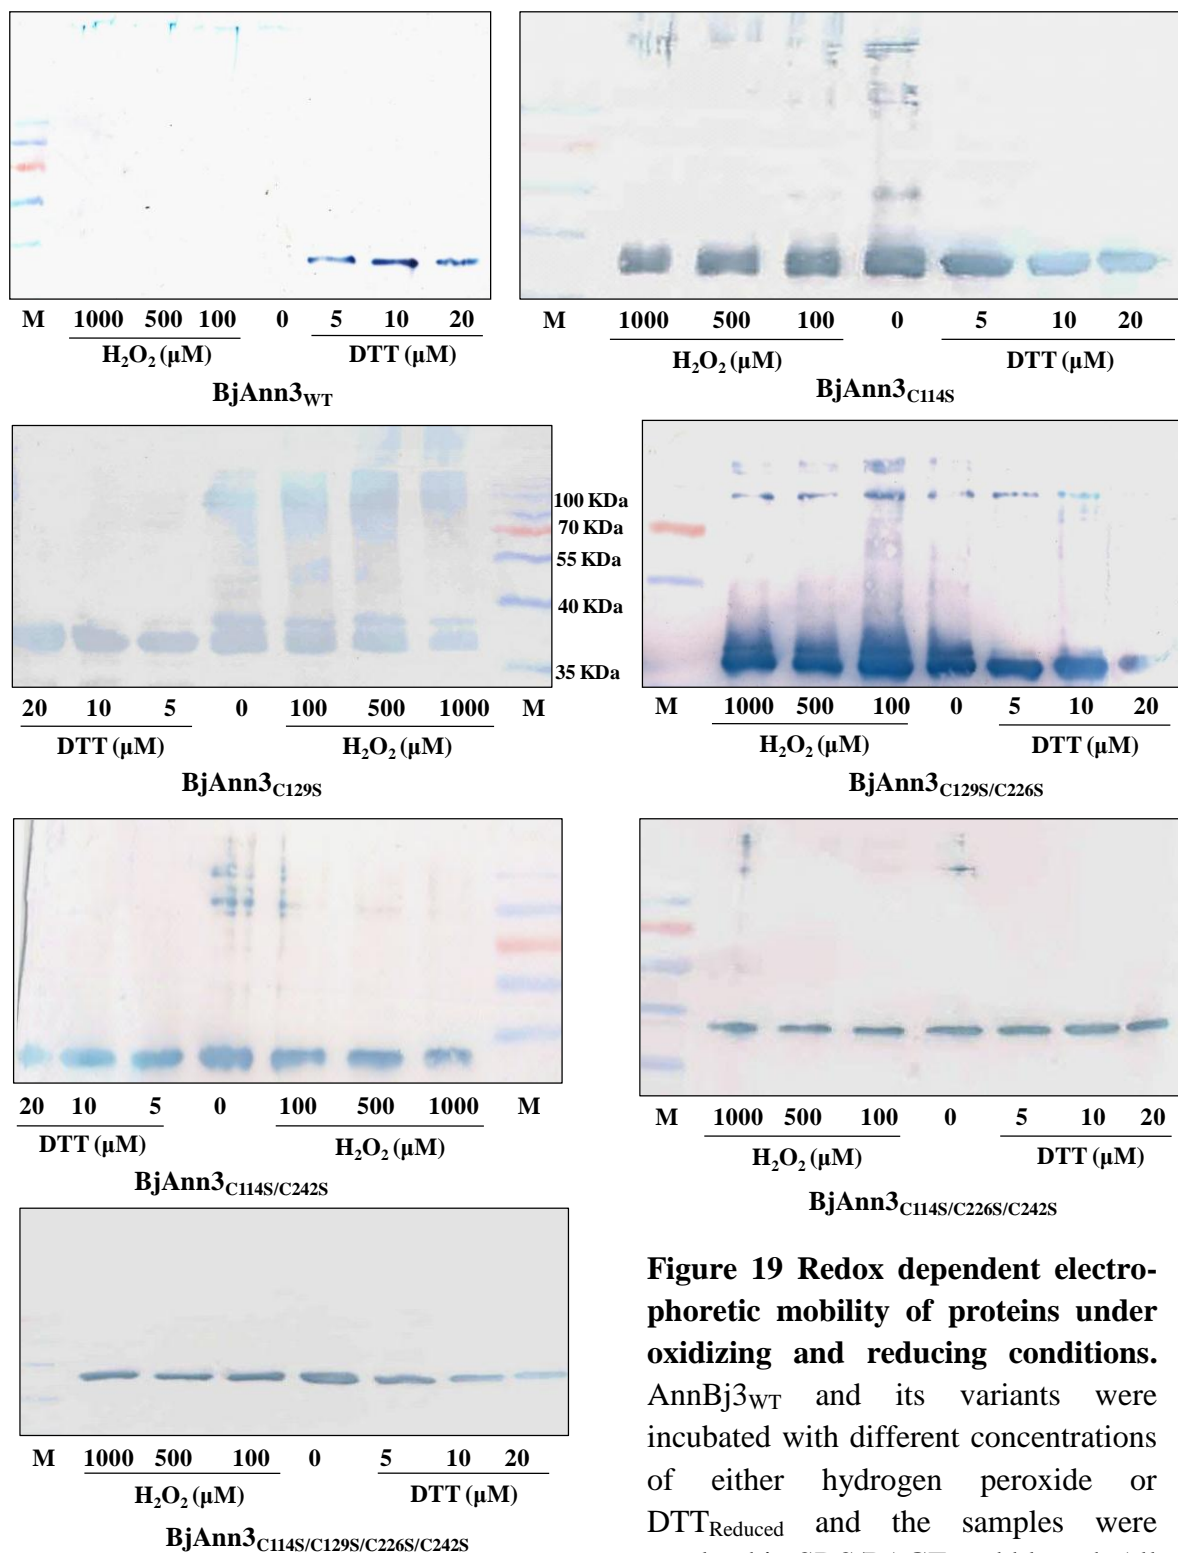 M 1000 500 100 0 5 10 20
H₂O₂ (µM) DTT (µM)
BjAnn3WT
M 1000 500 100 0 5 10 20
H₂O₂ (µM) DTT (µM)
BjAnn3C114S
100 KDa
70 KDa
55 KDa
40 KDa
35 KDa
20 10 5 0 100 500 1000 M
DTT (µM) H₂O₂ (µM)
BjAnn3C129S
M 1000 500 100 0 5 10 20
H₂O₂ (µM) DTT (µM)
BjAnn3C129S/C226S
20 10 5 0 100 500 1000 M
DTT (µM) H₂O₂ (µM)
BjAnn3C114S/C242S
M 1000 500 100 0 5 10 20
H₂O₂ (µM) DTT (µM)
BjAnn3C114S/C226S/C242S
M 1000 500 100 0 5 10 20
H₂O₂ (µM) DTT (µM)
BjAnn3C114S/C129S/C226S/C242S
Figure 19 Redox dependent electro-
phoretic mobility of proteins under
oxidizing and reducing conditions.
AnnBj3WT and its variants were
incubated with different concentrations
of either hydrogen peroxide or
DTTReduced and the samples were